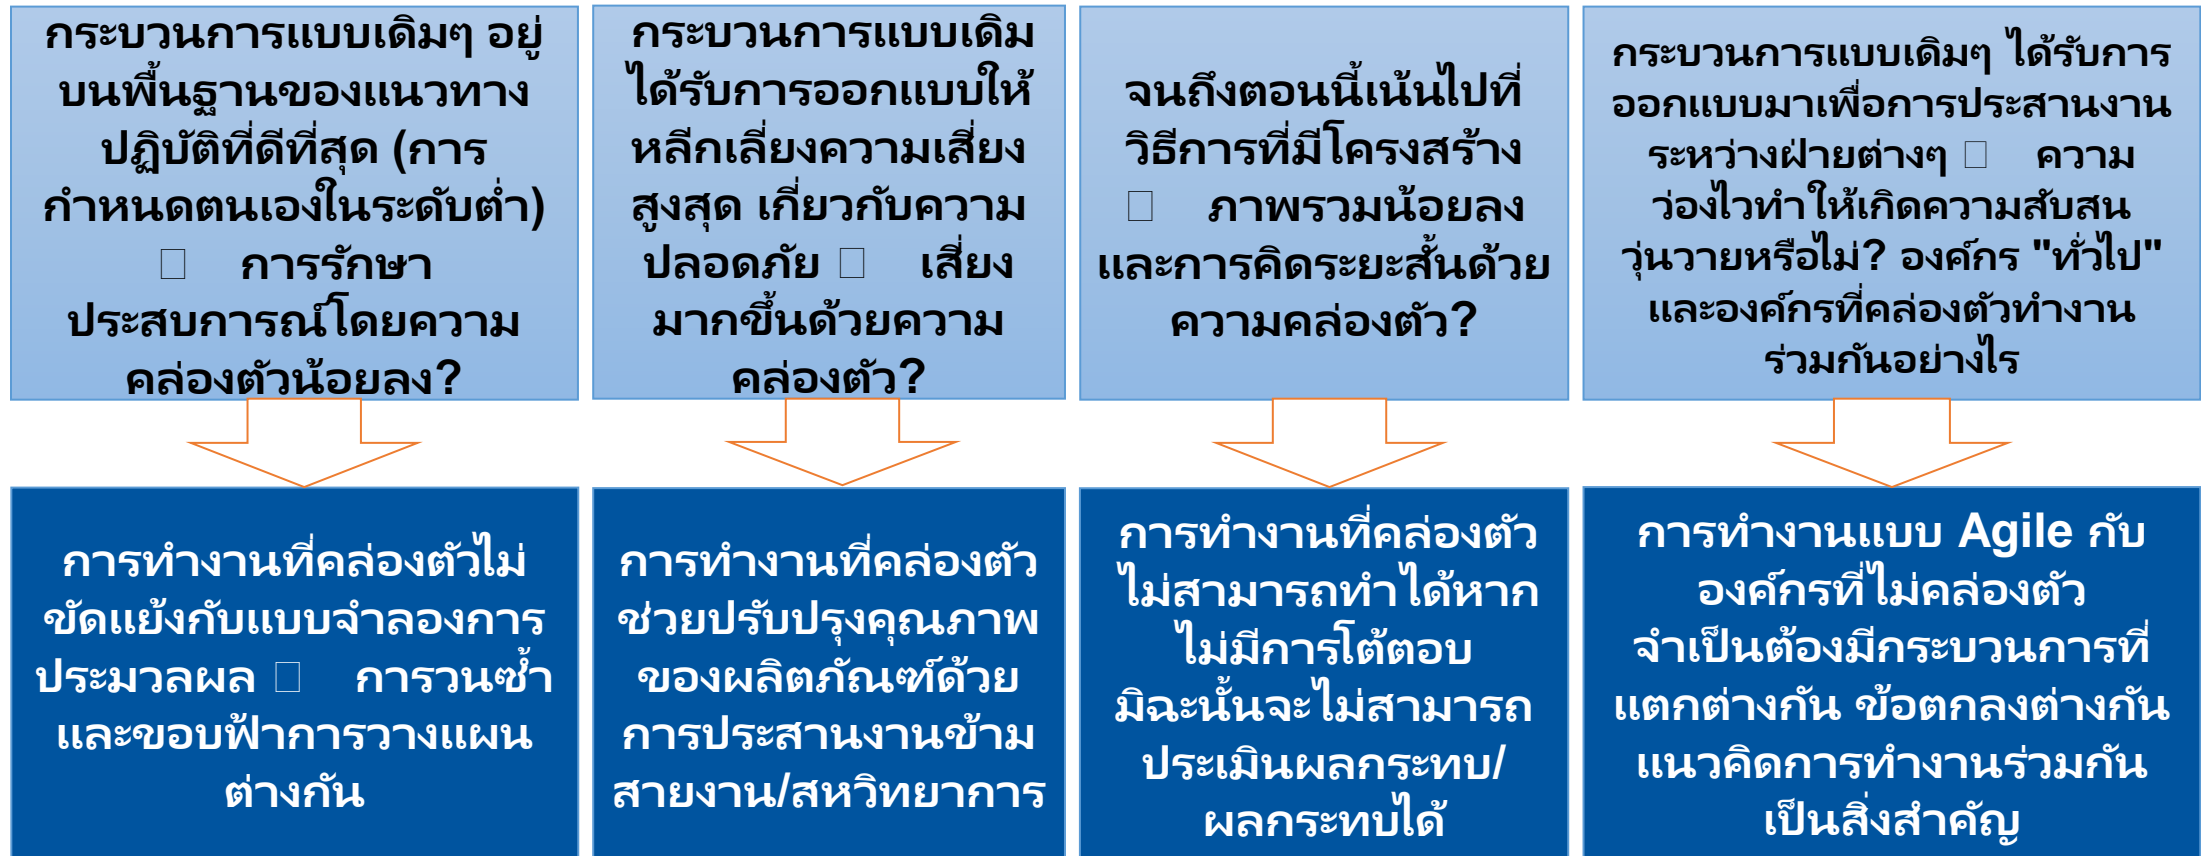 กระบวนการแบบเดิมๆ อยู่
บนพื้นฐานของแนวทาง
ปฏิบัติที่ดีที่สุด (การ
กำหนดตนเองในระดับต่ำ)
□ การรักษา
ประสบการณ์โดยความ
คล่องตัวน้อยลง?
กระบวนการแบบเดิม
ได้รับการออกแบบให้
หลีกเลี่ยงความเสี่ยง
สูงสุด เกี่ยวกับความ
ปลอดภัย □ เสี่ยง
มากขึ้นด้วยความ
คล่องตัว?
จนถึงตอนนี้เน้นไปที่
วิธีการที่มีโครงสร้าง
□ ภาพรวมน้อยลง
และการคิดระยะสั้นด้วย
ความคล่องตัว?
กระบวนการแบบเดิมๆ ได้รับการ
ออกแบบมาเพื่อการประสานงาน
ระหว่างฝ่ายต่างๆ □ ความ
ว่องไวทำให้เกิดความสับสน
วุ่นวายหรือไม่? องค์กร "ทั่วไป"
และองค์กรที่คล่องตัวทำงาน
ร่วมกันอย่างไร
การทำงานที่คล่องตัวไม่
ขัดแย้งกับแบบจำลองการ
ประมวลผล □ การวนซ้ำ
และขอบฟ้าการวางแผน
ต่างกัน
การทำงานที่คล่องตัว
ช่วยปรับปรุงคุณภาพ
ของผลิตภัณฑ์ด้วย
การประสานงานข้าม
สายงาน/สหวิทยาการ
การทำงานที่คล่องตัว
ไม่สามารถทำได้หาก
ไม่มีการโต้ตอบ
มิฉะนั้นจะไม่สามารถ
ประเมินผลกระทบ/
ผลกระทบได้
การทำงานแบบ Agile กับ
องค์กรที่ไม่คล่องตัว
จำเป็นต้องมีกระบวนการที่
แตกต่างกัน ข้อตกลงต่างกัน
แนวคิดการทำงานร่วมกัน
เป็นสิ่งสำคัญ